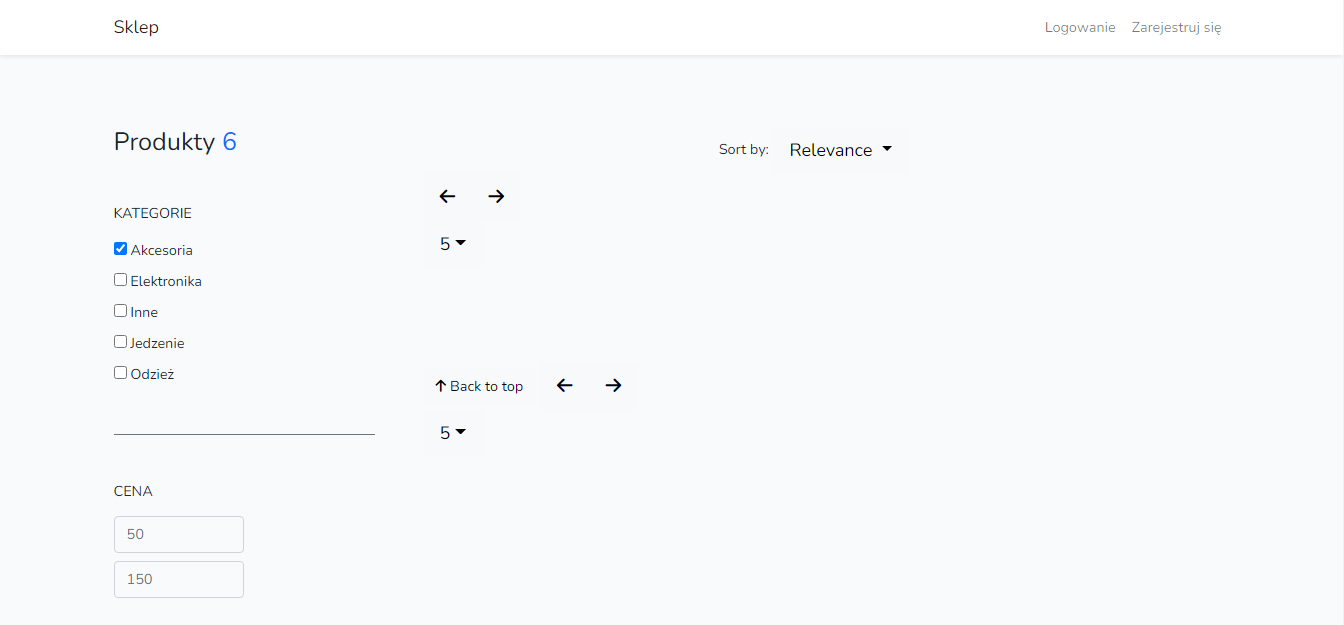 Sklep
Logowanie Zarejestruj się
Produkty 6
Sort by: Relevance
KATEGORIE
Akcesoria
Elektronika
Inne
Jedzenie
Odzież
5
Back to top
5
CENA
50
150